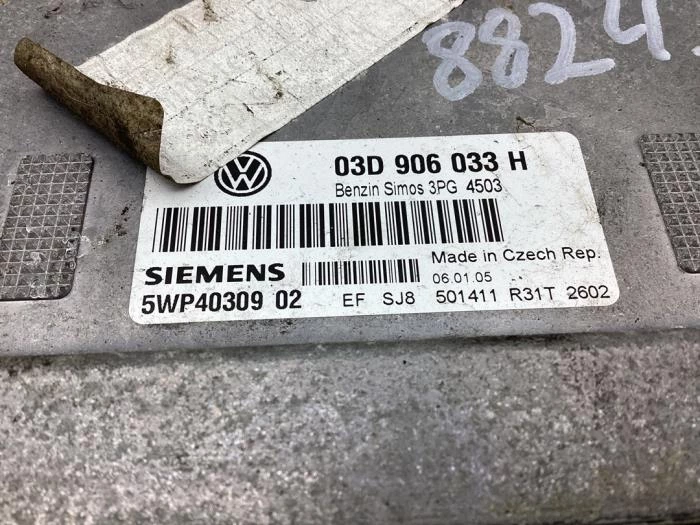 8824
VW
03D 906 033 H
Benzin Simos 3PG 4503
SIEMENS
Made in Czech Rep.
06.01.05
5WP40309 02 EF SJ8 501411 R31T 2602